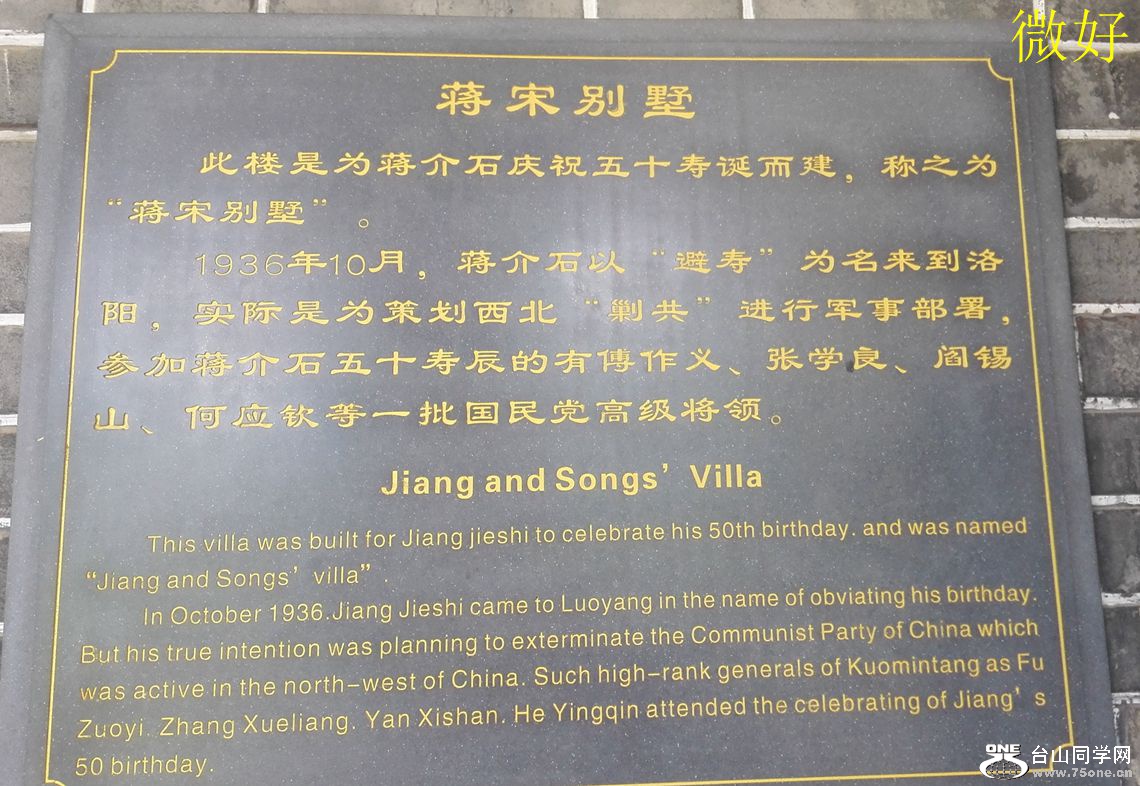 微好
蒋宋别墅
此楼是为蒋介石庆祝五十寿诞而建，称之为
“蒋宋别墅”。
1936年10月，蒋介石以“避寿”为名来到洛
阳，实际是为策划西北“剿共”进行军事部署，
参加蒋介石五十寿辰的有傅作义、张学良、阎锡
山、何应钦等一批国民党高级将领。
Jiang and Songs’ Villa
This villa was built for Jiang jieshi to celebrate his 50th birthday. and was named
“Jiang and Songs’ villa”.
In October 1936.Jiang Jieshi came to Luoyang in the name of obviating his birthday.
But his true intention was planning to exterminate the Communist Party of China which
was active in the north-west of China. Such high-rank generals of Kuomintang as Fu
Zuoyi. Zhang Xueliang. Yan Xishan. He Yingqin attended the celebrating of Jiang’s
50 birthday.
ONE 台山同学网
www.75one.cn